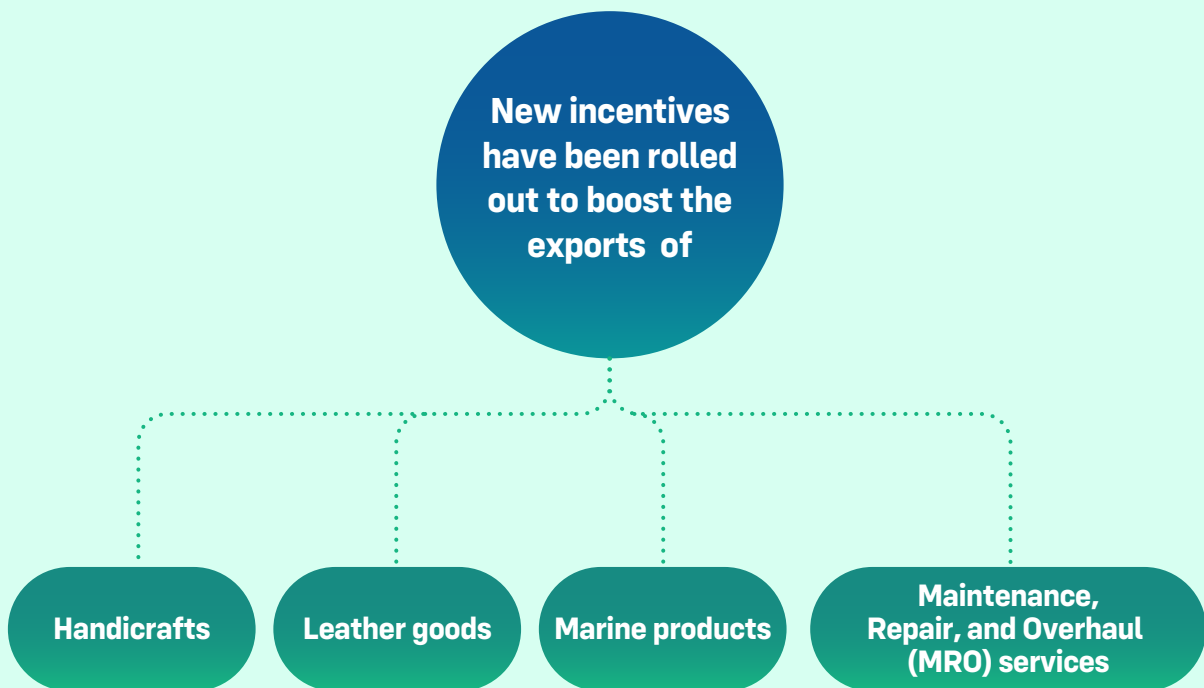 New incentives
have been rolled
out to boost the
exports of
Handicrafts
Leather goods
Marine products
Maintenance,
Repair, and Overhaul
(MRO) services